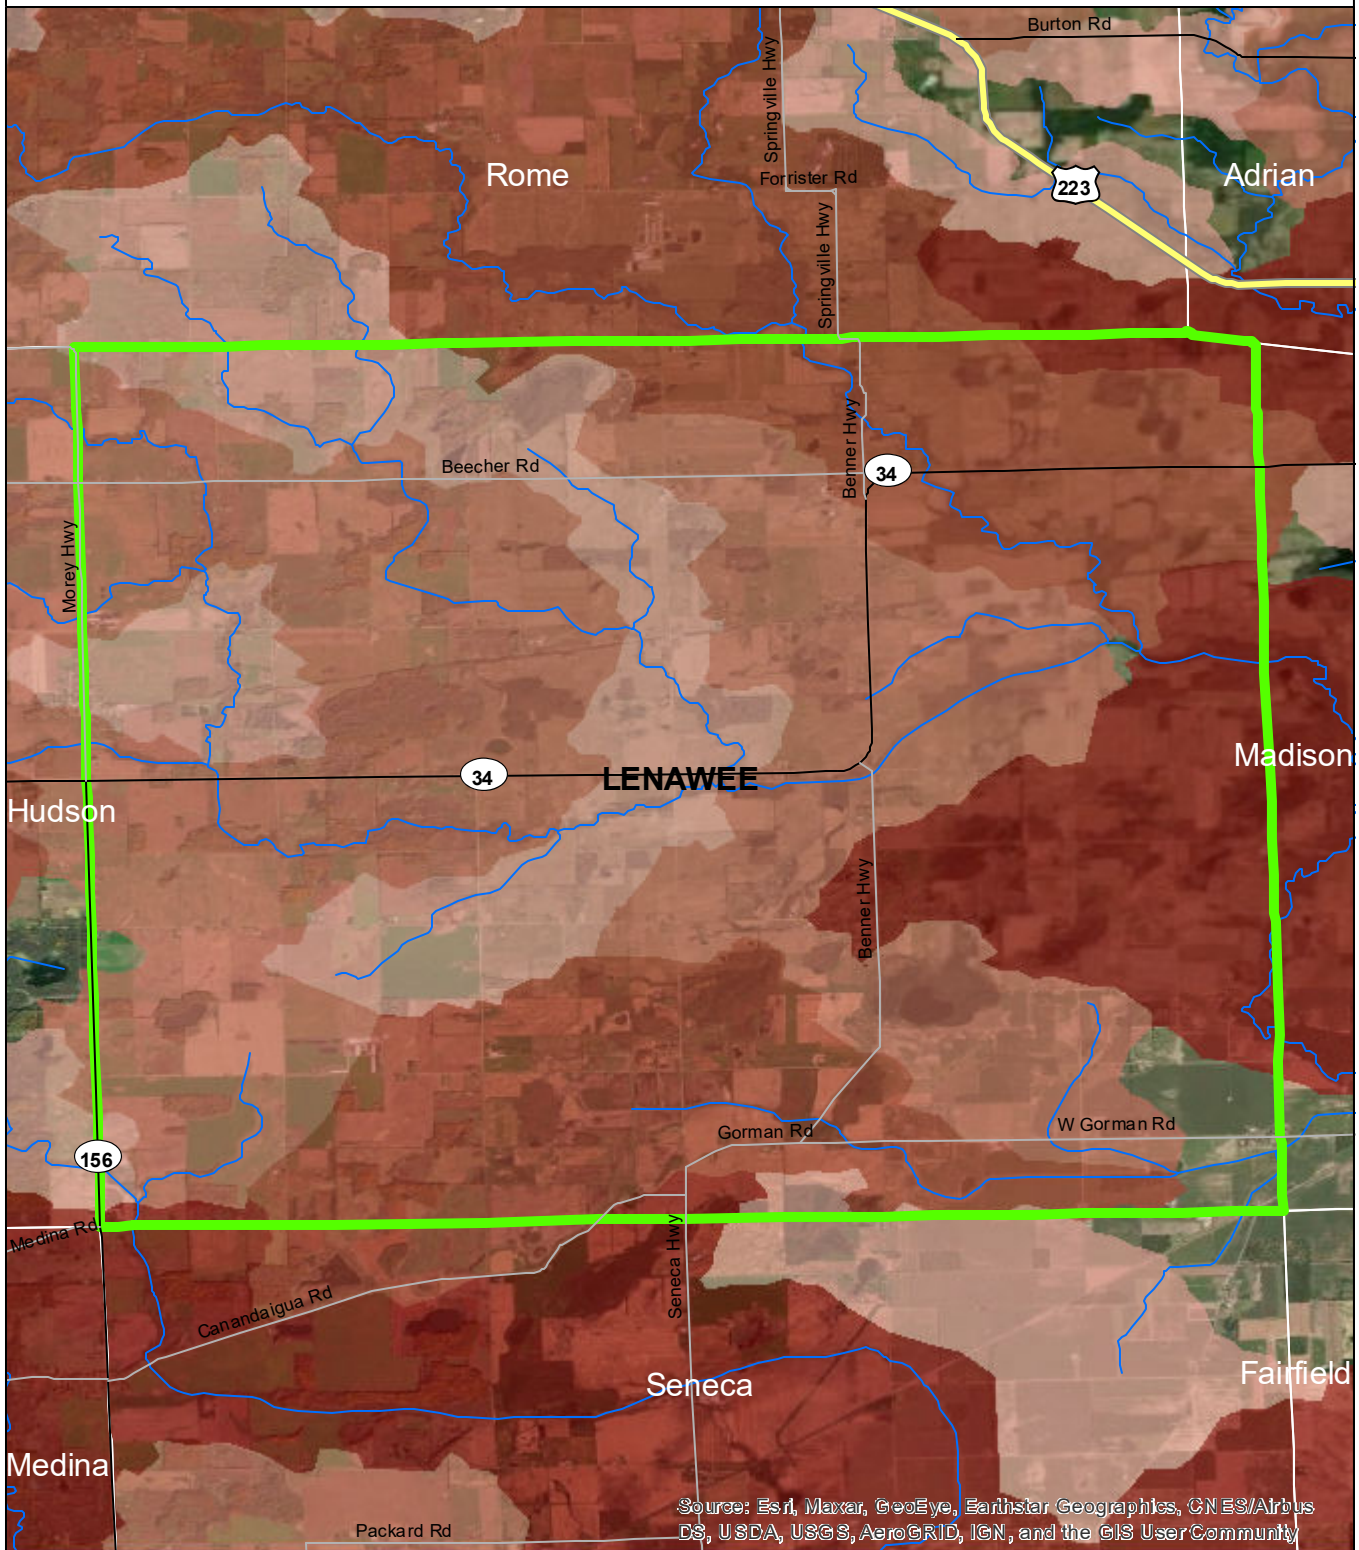 Burton Rd
Springville Hwy
Rome
Forrister Rd
223
Adrian
Springville Hwy
Benner Hwy
Beecher Rd
34
Morey Hwy
34
LENAWEE
Madison
Hudson
Benner Hwy
Gorman Rd
W Gorman Rd
156
Medina Rd
Seneca Hwy
Canandaigua Rd
Seneca
Fairfield
Medina
Packard Rd
Source: Esri, Maxar, GeoEye, Earthstar Geographics, CNES/Airbus
DS, USDA, USGS, AeroGRID, IGN, and the GIS User Community